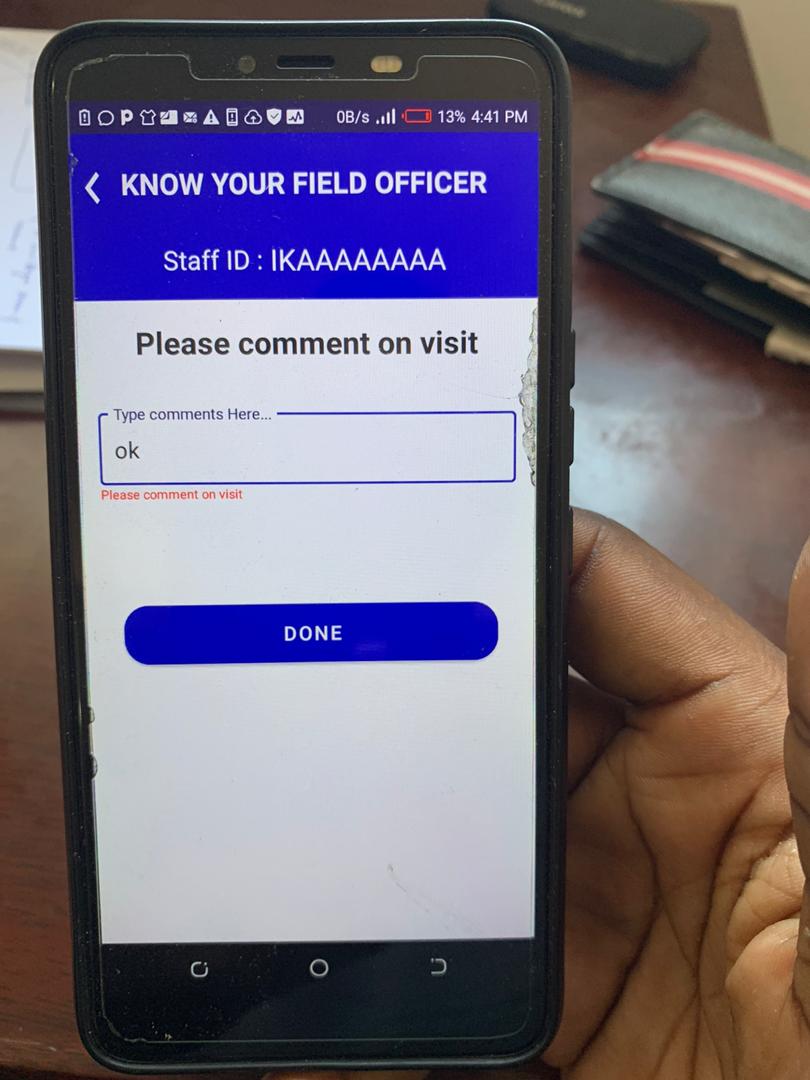 0B/s 13% 4:41 PM
KNOW YOUR FIELD OFFICER
Staff ID : IKAAAAAAAA
Please comment on visit
Type comments Here...
ok
Please comment on visit
DONE